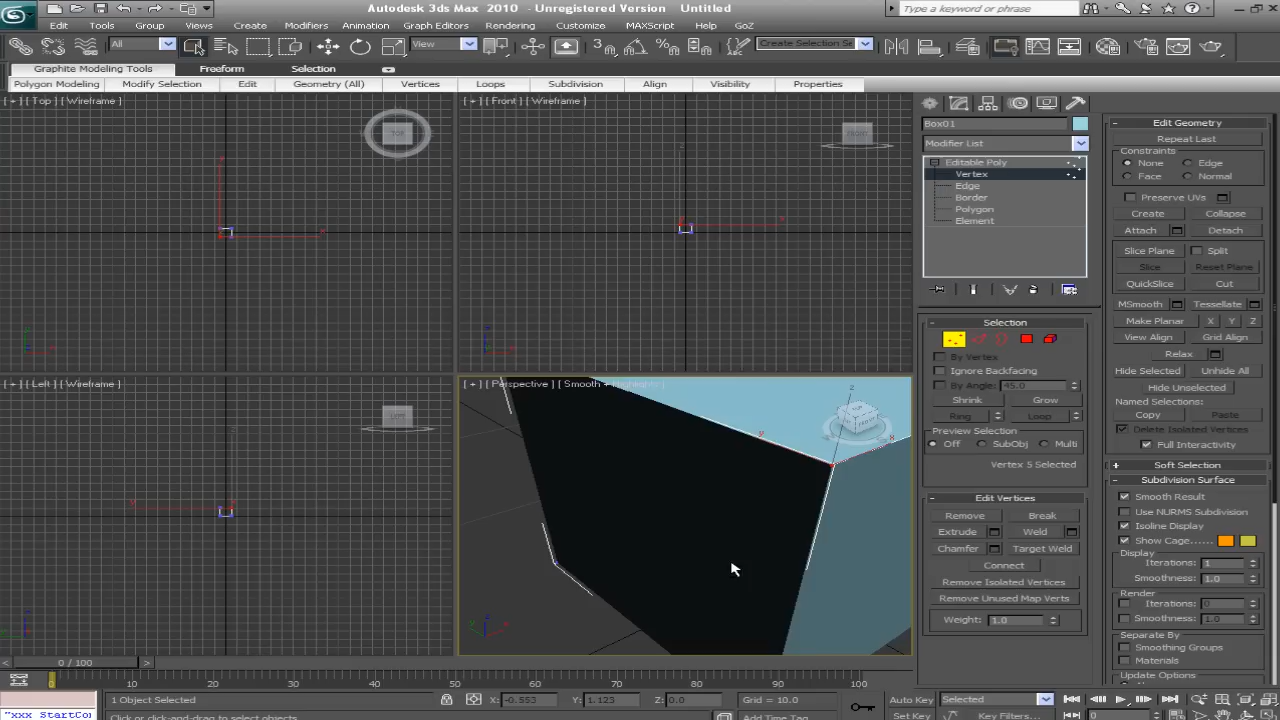 Autodesk 3ds Max 2010 - Unregistered Version Untitled
Type a keyword or phrase
Edit Tools Group Views Create Modifiers Animation Graph Editors Rendering Customize MAXScript Help GoZ
All View Create Selection Se
Graphite Modeling Tools Freeform Selection
Polygon Modeling Modify Selection Edit Geometry (All) Vertices Loops Subdivision Align Visibility Properties
[ + ] [ Top ] [ Wireframe ]
[ + ] [ Front ] [ Wireframe ]
TOP
FRONT
[ + ] [ Left ] [ Wireframe ]
[ + ] [ Perspective ] [ Smooth + Highlights ]
LEFT
Box01
Modifier List
Editable Poly
Vertex
Edge
Border
Polygon
Element
Selection
By Vertex
Ignore Backfacing
By Angle: 45.0
Shrink Grow
Ring Loop
Preview Selection
Off SubObj Multi
Vertex 5 Selected
Edit Vertices
Remove Break
Extrude Weld
Chamfer Target Weld
Connect
Remove Isolated Vertices
Remove Unused Map Verts
Weight: 1.0
Edit Geometry
Repeat Last
Constraints
None Edge
Face Normal
Preserve UVs
Create Collapse
Attach Detach
Slice Plane Split
Slice Reset Plane
QuickSlice Cut
MSmooth Tessellate
Make Planar X Y Z
View Align Grid Align
Relax
Hide Selected Unhide All
Hide Unselected
Named Selections:
Copy Paste
Delete Isolated Vertices
Full Interactivity
Soft Selection
Subdivision Surface
Smooth Result
Use NURMS Subdivision
Isoline Display
Show Cage......
Display
Iterations: 1
Smoothness: 1.0
Render
Iterations: 0
Smoothness: 1.0
Separate By
Smoothing Groups
Materials
Update Options
0 / 100
0 10 20 30 40 50 60 70 80 90 100
1 Object Selected X: -0.553 Y: 1.123 Z: 0.0 Grid = 10.0 Auto Key Selected
"xxx StartCo Click or click-and-drag to select objects Add Time Tag Set Key Key Filters... 0